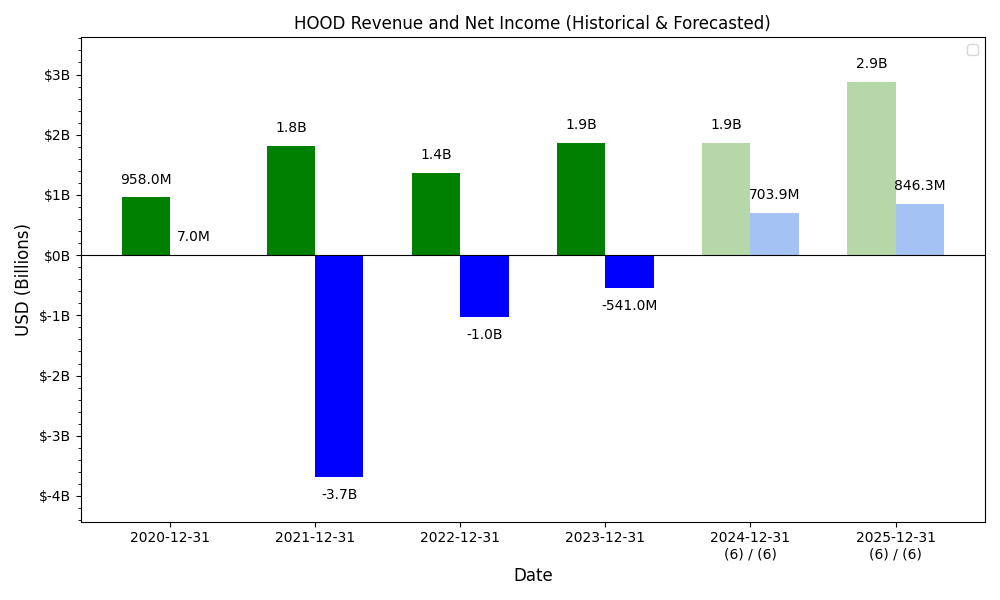 HOOD Revenue and Net Income (Historical & Forecasted)
$3B
$2B
$1B
$0B
$-1B
$-2B
$-3B
$-4B
USD (Billions)
958.0M
7.0M
1.8B
-3.7B
1.4B
-1.0B
1.9B
-541.0M
1.9B
703.9M
2.9B
846.3M
2020-12-31
2021-12-31
2022-12-31
2023-12-31
2024-12-31
(6) / (6)
2025-12-31
(6) / (6)
Date